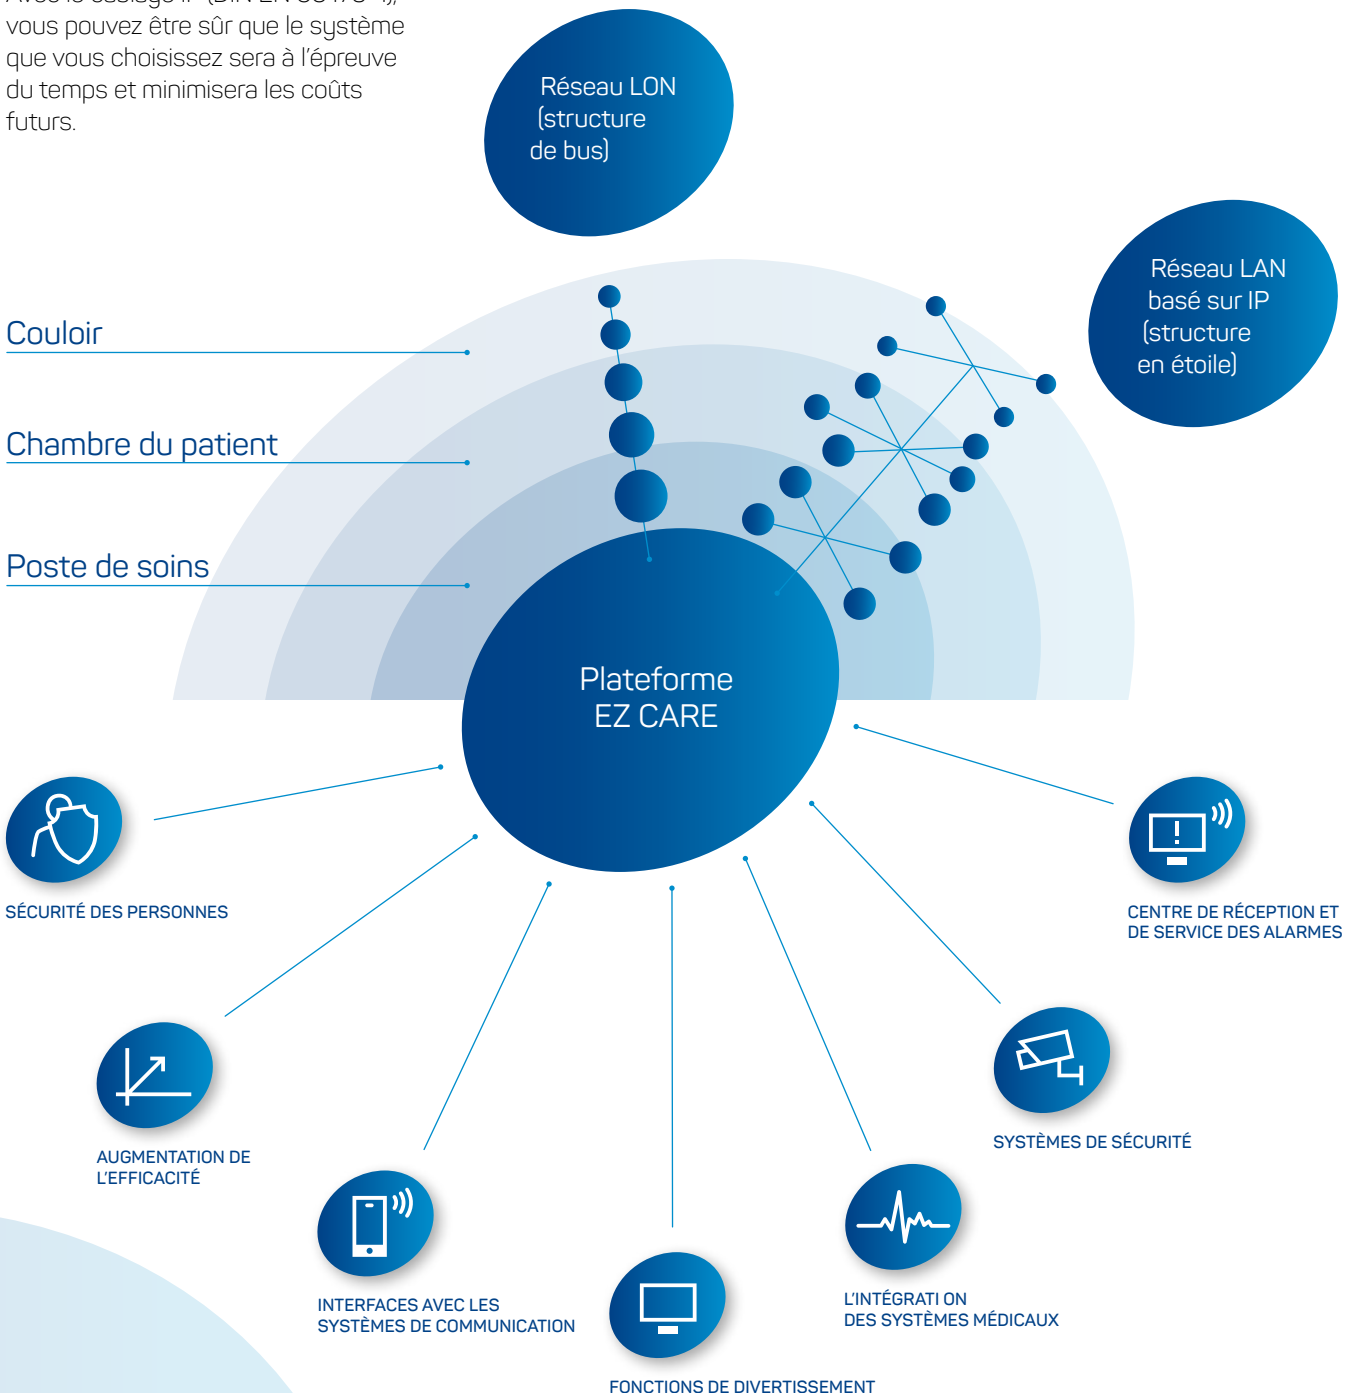 vous pouvez être sûr que le système
que vous choisissez sera à l'épreuve
du temps et minimisera les coûts
futurs.
Réseau LON
(structure
de bus)
Réseau LAN
basé sur IP
(structure
en étoile)
Couloir
Chambre du patient
Poste de soins
Plateforme
EZ CARE
SÉCURITÉ DES PERSONNES
CENTRE DE RÉCEPTION ET
DE SERVICE DES ALARMES
AUGMENTATION DE
L'EFFICACITÉ
SYSTÈMES DE SÉCURITÉ
INTERFACES AVEC LES
SYSTÈMES DE COMMUNICATION
L'INTÉGRATI ON
DES SYSTÈMES MÉDICAUX
FONCTIONS DE DIVERTISSEMENT